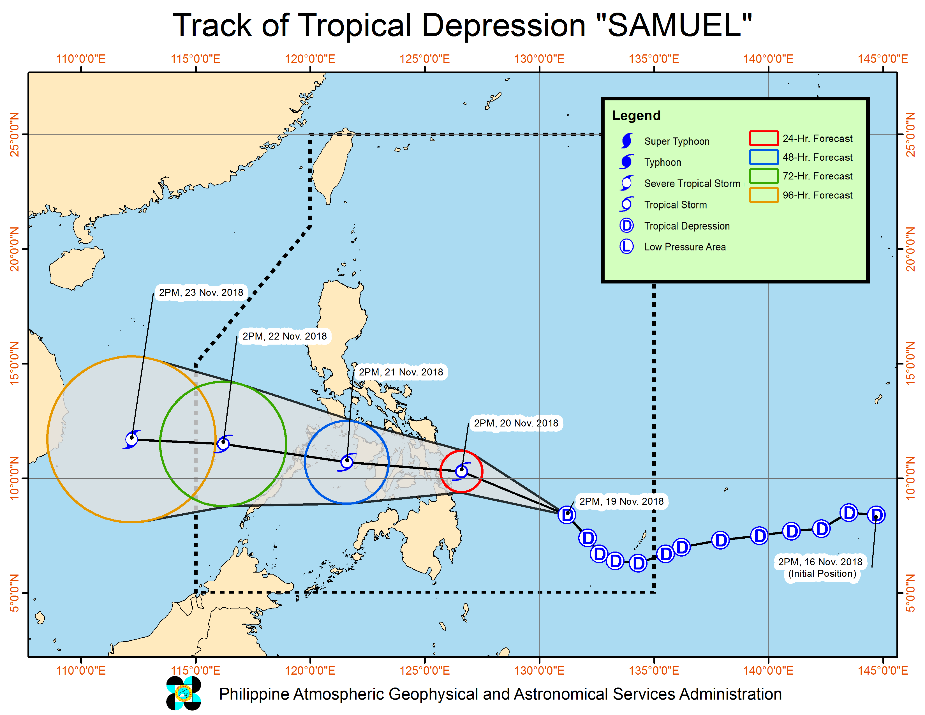 Track of Tropical Depression "SAMUEL"
110°0'0"E 115°0'0"E 120°0'0"E 125°0'0"E 130°0'0"E 135°0'0"E 140°0'0"E 145°0'0"E
25°0'0"N
20°0'0"N
15°0'0"N
10°0'0"N
5°0'0"N
25°0'0"N
20°0'0"N
15°0'0"N
10°0'0"N
5°0'0"N
Legend
Super Typhoon
Typhoon
Severe Tropical Storm
Tropical Storm
D Tropical Depression
L Low Pressure Area
24-Hr. Forecast
48-Hr. Forecast
72-Hr. Forecast
96-Hr. Forecast
2PM, 23 Nov. 2018
2PM, 22 Nov. 2018
2PM, 21 Nov. 2018
2PM, 20 Nov. 2018
2PM, 19 Nov. 2018
D D D D D D D D D D D D D D
2PM, 16 Nov. 2018
(Initial Position)
110°0'0"E 115°0'0"E 120°0'0"E 125°0'0"E 130°0'0"E 135°0'0"E 140°0'0"E 145°0'0"E
Philippine Atmospheric Geophysical and Astronomical Services Administration